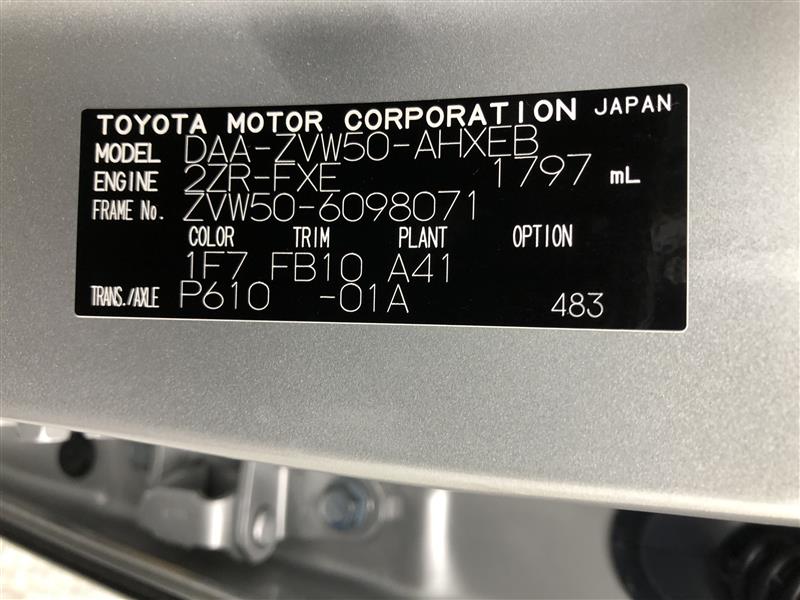 TOYOTA MOTOR CORPORATION JAPAN
MODEL DAA-ZVW50-AHXEB
ENGINE 2ZR-FXE 1797 mL
FRAME No. ZVW50-6098071
COLOR TRIM PLANT OPTION
1F7 FB10 A41
TRANS./AXLE P610 -01A 483